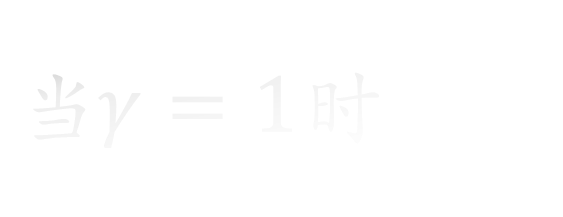 当γ = 1时